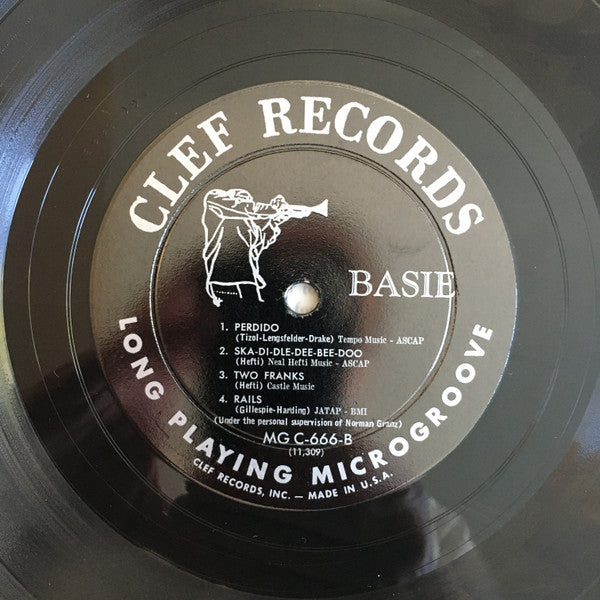 CLEF RECORDS
BASIE
1. PERDIDO
(Tizol-Lengsfelder-Drake) Tempo Music - ASCAP
2. SKA-DI-DLE-DEE-BEE-DOO
(Hefti) Neal Hefti Music - ASCAP
3. TWO FRANKS
(Hefti) Castle Music
4. RAILS
(Gillespie-Harding) JATAP - BMI
(Under the personal supervision of Norman Granz)
MG C-666-B
(11,309)
LONG PLAYING MICROGROOVE
CLEF RECORDS, INC. — MADE IN U.S.A.